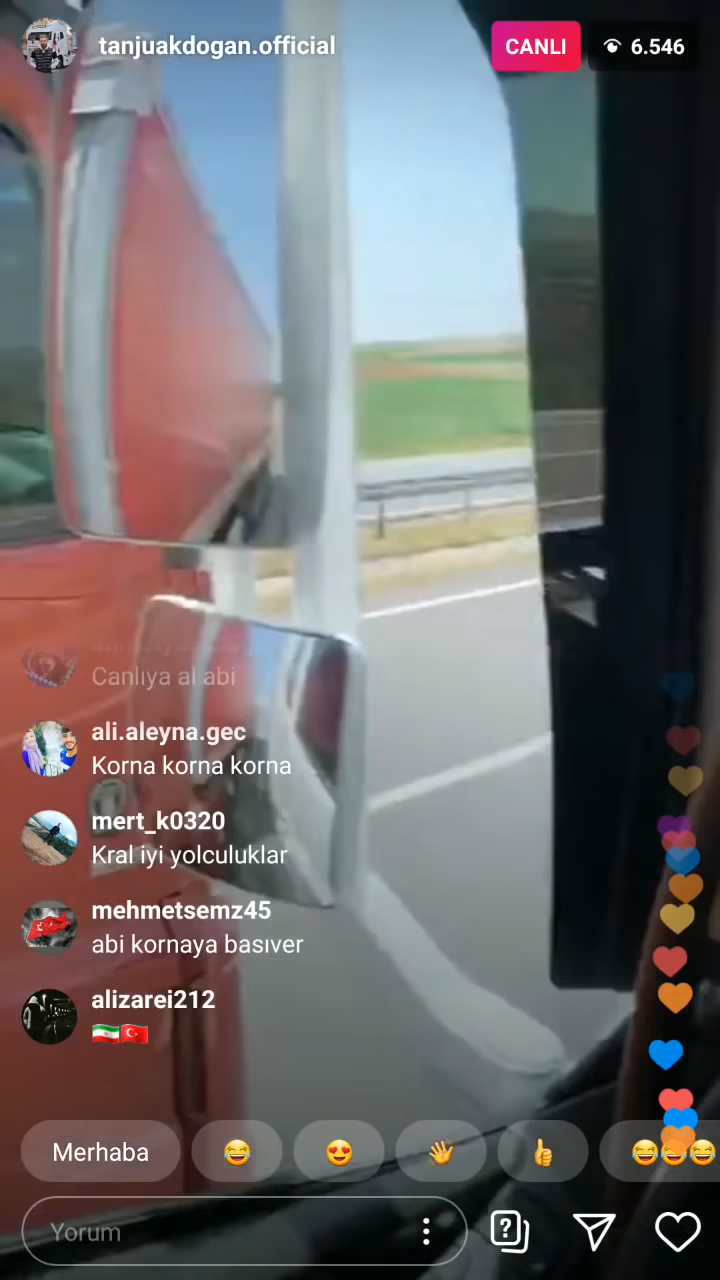 tanjuakdogan.official
CANLI
6.546
Canlıya al abi
ali.aleyna.gec
Korna korna korna
mert_k0320
Kral iyi yolculuklar
mehmetsemz45
abi kornaya basıver
alizarei212
Merhaba
Yorum